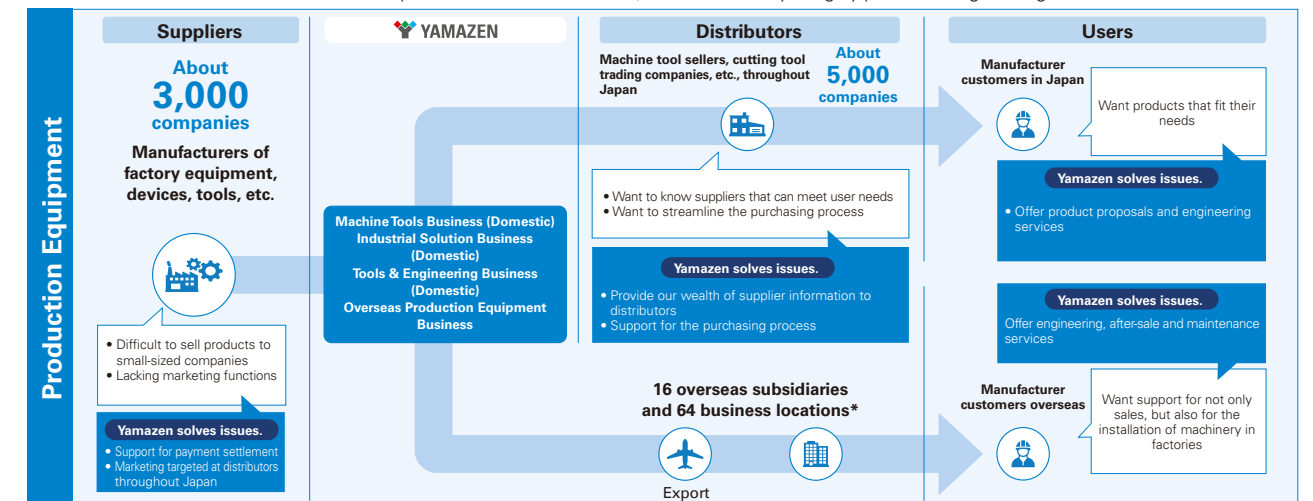 Production Equipment
Suppliers
About
3,000
companies
Manufacturers of
factory equipment,
devices, tools, etc.
• Difficult to sell products to
small-sized companies
• Lacking marketing functions
Yamazen solves issues.
• Support for payment settlement
• Marketing targeted at distributors
throughout Japan
YAMAZEN
Machine Tools Business (Domestic)
Industrial Solution Business
(Domestic)
Tools & Engineering Business
(Domestic)
Overseas Production Equipment
Business
Distributors
Machine tool sellers, cutting tool
trading companies, etc., throughout
Japan
About
5,000
companies
• Want to know suppliers that can meet user needs
• Want to streamline the purchasing process
Yamazen solves issues.
• Provide our wealth of supplier information to
distributors
• Support for the purchasing process
16 overseas subsidiaries
and 64 business locations*
Export
Users
Manufacturer
customers in Japan
Want products that fit their
needs
Yamazen solves issues.
• Offer product proposals and engineering
services
Yamazen solves issues.
Offer engineering, after-sale and maintenance
services
Manufacturer
customers overseas
Want support for not only
sales, but also for the
installation of machinery in
factories